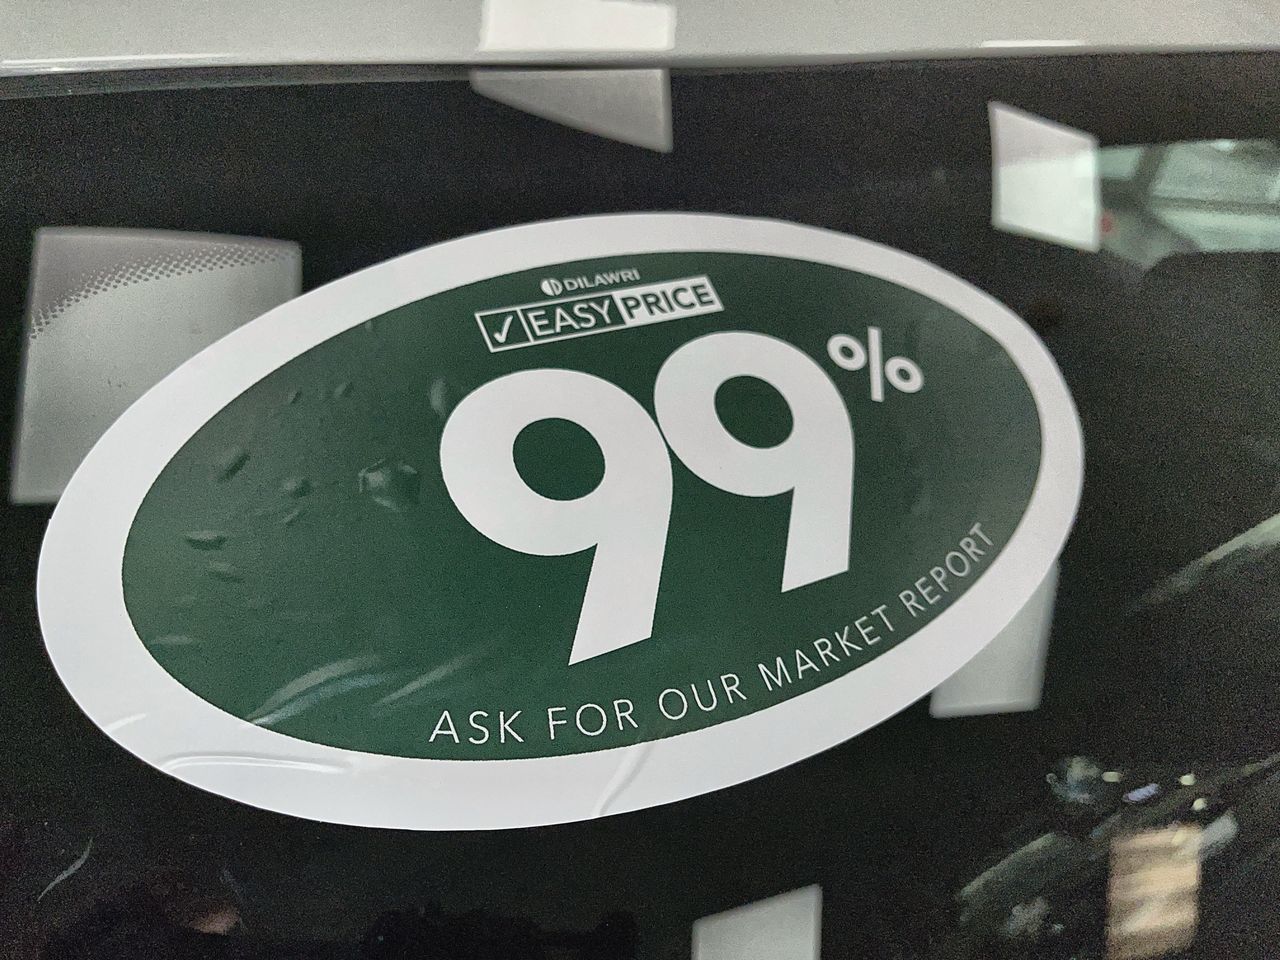 DILAWRI
✓ EASY PRICE
99%
ASK FOR OUR MARKET REPORT